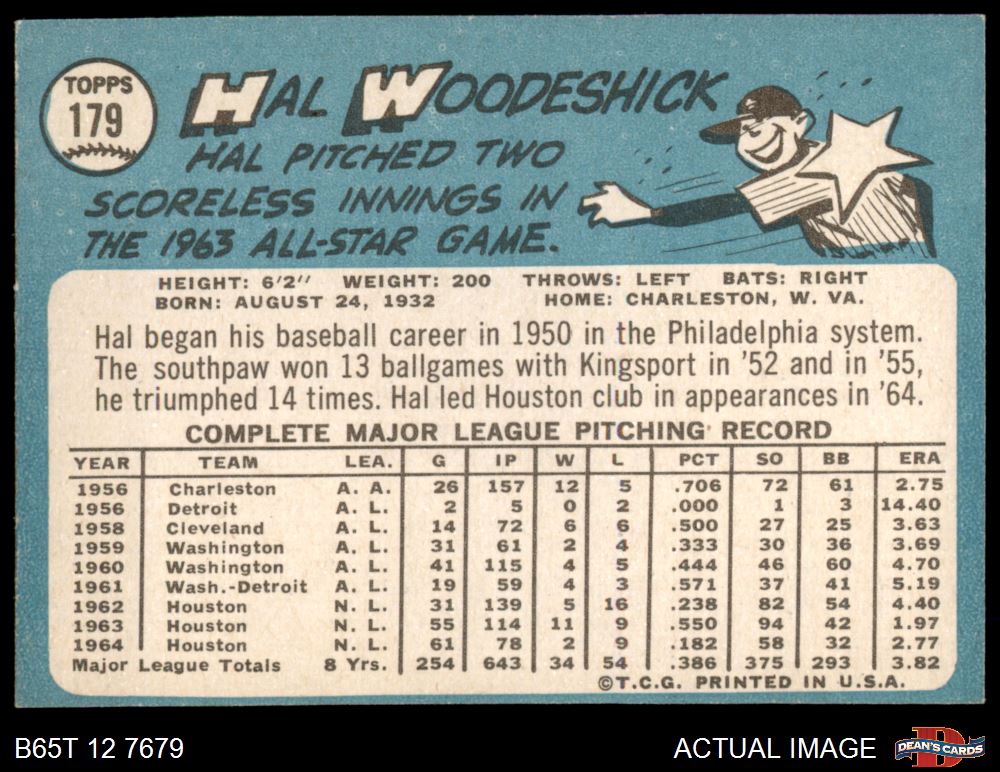 TOPPS
179
HAL WOODESHICK
HAL PITCHED TWO
SCORELESS INNINGS IN
THE 1963 ALL-STAR GAME.
HEIGHT: 6'2" WEIGHT: 200 THROWS: LEFT BATS: RIGHT
BORN: AUGUST 24, 1932 HOME: CHARLESTON, W. VA.
Hal began his baseball career in 1950 in the Philadelphia system.
The southpaw won 13 ballgames with Kingsport in '52 and in '55,
he triumphed 14 times. Hal led Houston club in appearances in '64.
COMPLETE MAJOR LEAGUE PITCHING RECORD
YEAR TEAM LEA. G IP W L PCT SO BB ERA
1956 Charleston A. A. 26 157 12 5 .706 72 61 2.75
1956 Detroit A. L. 2 5 0 2 .000 1 3 14.40
1958 Cleveland A. L. 14 72 6 6 .500 27 25 3.63
1959 Washington A. L. 31 61 2 4 .333 30 36 3.69
1960 Washington A. L. 41 115 4 5 .444 46 60 4.70
1961 Wash.-Detroit A. L. 19 59 4 3 .571 37 41 5.19
1962 Houston N. L. 31 139 5 16 .238 82 54 4.40
1963 Houston N. L. 55 114 11 9 .550 94 42 1.97
1964 Houston N. L. 61 78 2 9 .182 58 32 2.77
Major League Totals 8 Yrs. 254 643 34 54 .386 375 293 3.82
©T.C.G. PRINTED IN U.S.A.
B65T 12 7679 ACTUAL IMAGE
D
DEAN'S CARDS